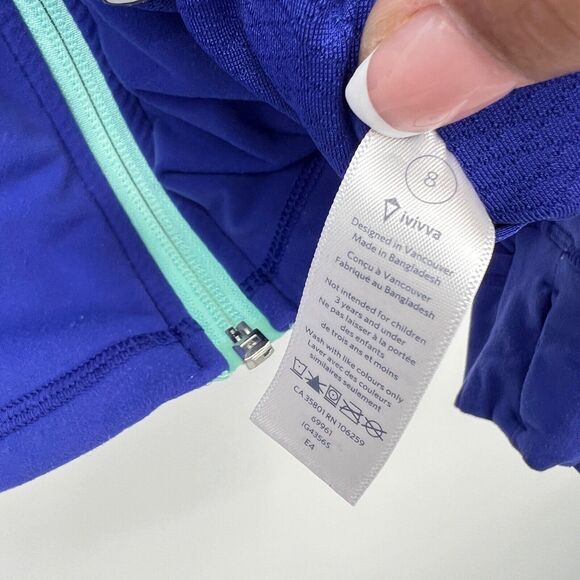 8
ivivva
Designed in Vancouver
Made in Bangladesh
Conçu à Vancouver
Fabriqué au Bangladesh
Not intended for children
3 years and under
Ne pas laisser à la portée
des enfants
de trois ans et moins
Wash with like colours only
Laver avec des couleurs
similaires seulement
CA 35801 RN 106259
69961
IG43565
E4